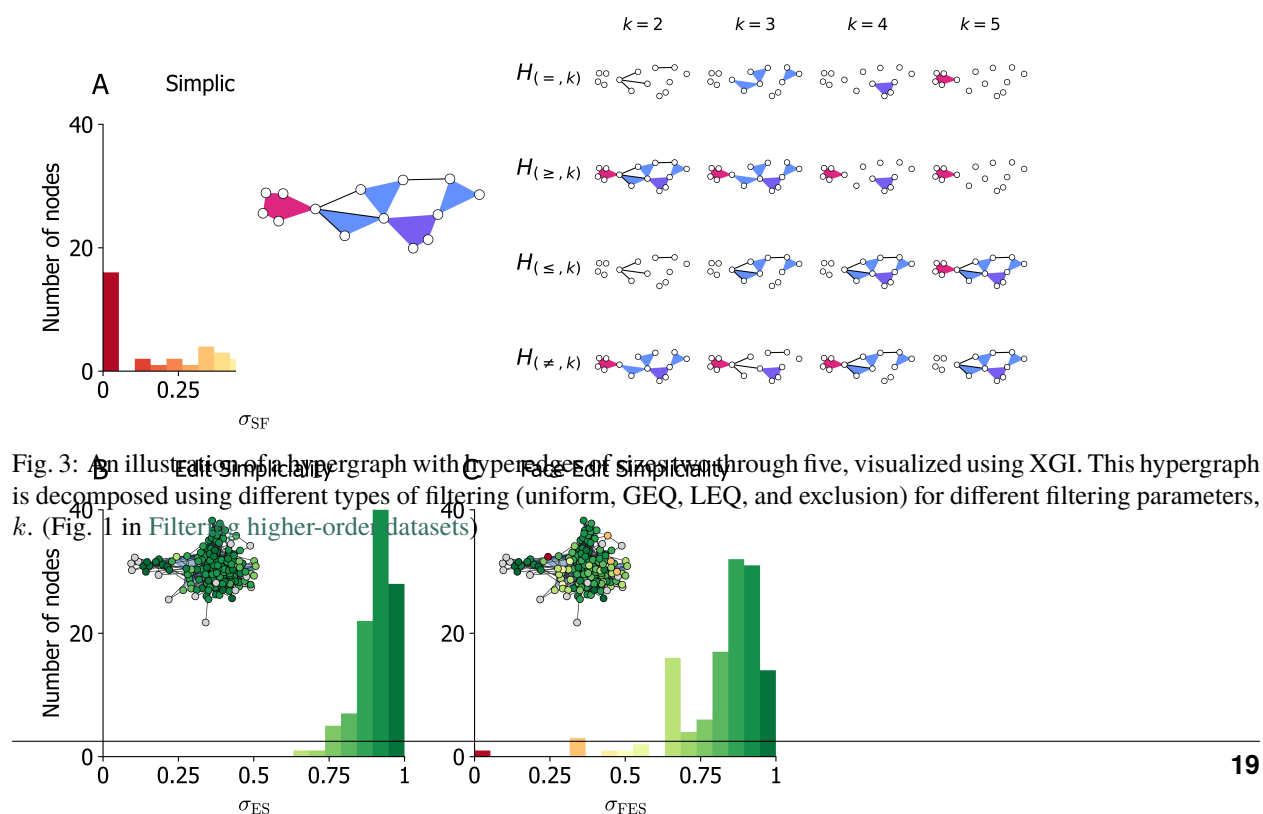 k = 2 k = 3 k = 4 k = 5
H(=, k)
H(≥, k)
H(≤, k)
H(≠, k)
A Simplic
Number of nodes
40
20
0
0 0.25
σSF
Fig. 3: An illustration of a hypergraph with hyperedges of sizes two through five, visualized using XGI. This hypergraph
is decomposed using different types of filtering (uniform, GEQ, LEQ, and exclusion) for different filtering parameters,
k. (Fig. 1 in Filtering higher-order datasets)
B Edit Simpliciality
Number of nodes
40
20
0
0 0.25 0.5 0.75 1
σES
C Face Edit Simpliciality
40
20
0
0 0.25 0.5 0.75 1
σFES
19